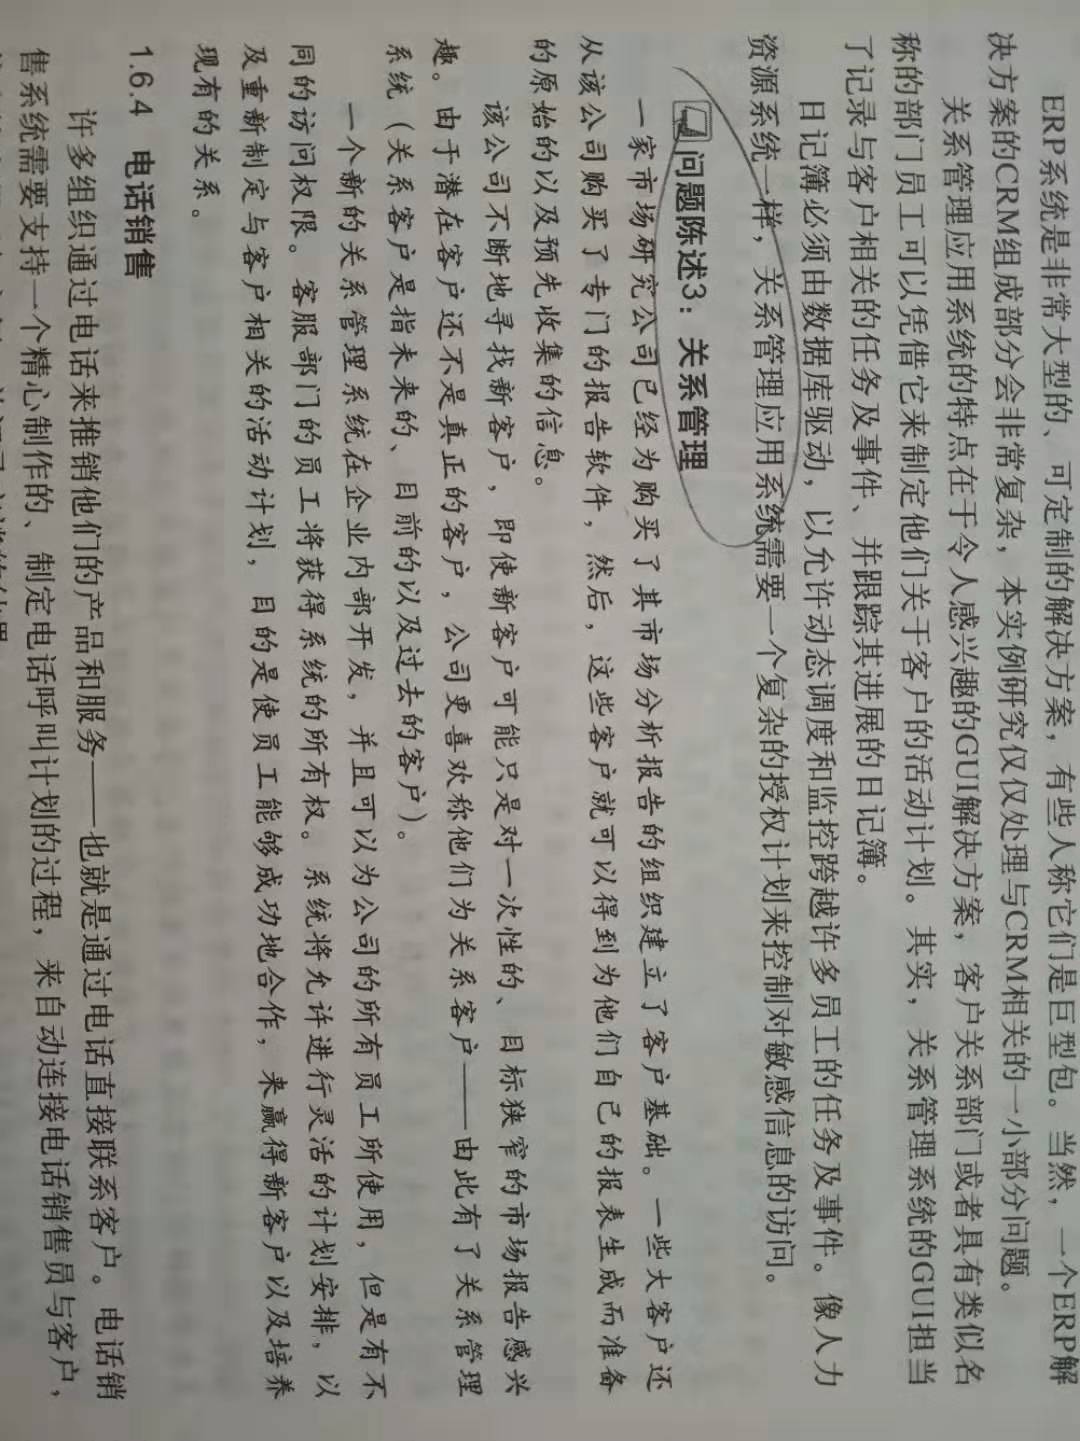 ERP系统是非常大型的、可定制的解决方案，有些人称它们是巨型包。当然，一个ERP解
决方案的CRM组成部分会非常复杂，本实例研究仅仅处理与CRM相关的一小部分问题。
关系管理应用系统的特点在于令人感兴趣的GUI解决方案，客户关系部门或者具有类似名
称的部门员工可以凭借它来制定他们关于客户的活动计划。其实，关系管理系统的GUI担当
了记录与客户相关的任务及事件、并跟踪其进展的日记簿。
日记簿必须由数据库驱动，以允许动态调度和监控跨越许多员工的任务及事件。像人力
资源系统一样，关系管理应用系统需要一个复杂的授权计划来控制对敏感信息的访问。
问题陈述3：关系管理
一家市场研究公司已经为购买了其市场分析报告的组织建立了客户基础。一些大客户还
从该公司购买了专门的报告软件，然后，这些客户就可以得到为他们自己的报表生成而准备
的原始的以及预先收集的信息。
该公司不断地寻找新客户，即使新客户可能只是对一次性的、目标狭窄的市场报告感兴
趣。由于潜在客户还不是真正的客户，公司更喜欢称他们为关系客户——由此有了关系管理
系统（关系客户是指未来的、目前的以及过去的客户）。
一个新的关系管理系统在企业内部开发，并且可以为公司的所有员工所使用，但是有不
同的访问权限。客服部门的员工将获得系统的所有权。系统将允许进行灵活的计划安排，以
及重新制定与客户相关的活动计划，目的是使员工能够成功地合作，来赢得新客户以及培养
现有的关系。
1.6.4 电话销售
许多组织通过电话来推销他们的产品和服务——也就是通过电话直接联系客户。电话销
售系统需要支持一个精心制作的、制定电话呼叫计划的过程，来自动连接电话销售员与客户，